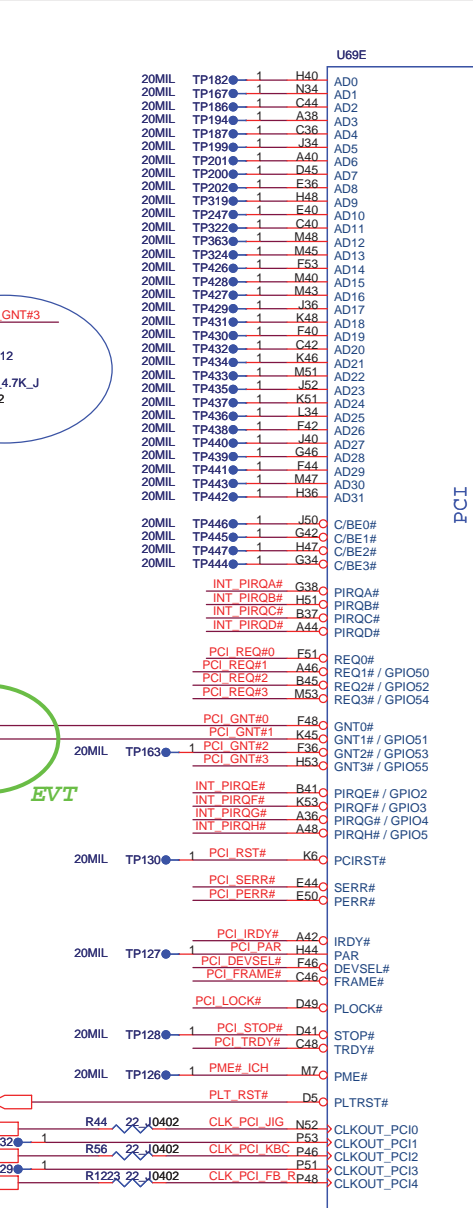 U69E
20MIL TP182 1 H40 AD0
20MIL TP167 1 N34 AD1
20MIL TP186 1 C44 AD2
20MIL TP194 1 A38 AD3
20MIL TP187 1 C36 AD4
20MIL TP199 1 J34 AD5
20MIL TP201 1 A40 AD6
20MIL TP200 1 D45 AD7
20MIL TP202 1 E36 AD8
20MIL TP319 1 H48 AD9
20MIL TP247 1 E40 AD10
20MIL TP322 1 C40 AD11
20MIL TP363 1 M48 AD12
20MIL TP324 1 M45 AD13
20MIL TP426 1 F53 AD14
20MIL TP428 1 M40 AD15
20MIL TP427 1 M43 AD16
20MIL TP429 1 J36 AD17
20MIL TP431 1 K48 AD18
20MIL TP430 1 F40 AD19
20MIL TP432 1 C42 AD20
20MIL TP434 1 K46 AD21
20MIL TP433 1 M51 AD22
20MIL TP435 1 J52 AD23
20MIL TP437 1 K51 AD24
20MIL TP436 1 L34 AD25
20MIL TP438 1 F42 AD26
20MIL TP440 1 J40 AD27
20MIL TP439 1 G46 AD28
20MIL TP441 1 F44 AD29
20MIL TP443 1 M47 AD30
20MIL TP442 1 H36 AD31
_GNT#3
12
_4.7K_J
2
PCI
20MIL TP446 1 J50 C/BE0#
20MIL TP445 1 G42 C/BE1#
20MIL TP447 1 H47 C/BE2#
20MIL TP444 1 G34 C/BE3#
INT_PIRQA# G38 PIRQA#
INT_PIRQB# H51 PIRQB#
INT_PIRQC# B37 PIRQC#
INT_PIRQD# A44 PIRQD#
PCI_REQ#0 F51 REQ0#
PCI_REQ#1 A46 REQ1# / GPIO50
PCI_REQ#2 B45 REQ2# / GPIO52
PCI_REQ#3 M53 REQ3# / GPIO54
PCI_GNT#0 F48 GNT0#
PCI_GNT#1 K45 GNT1# / GPIO51
20MIL TP163 1 PCI_GNT#2 F36 GNT2# / GPIO53
PCI_GNT#3 H53 GNT3# / GPIO55
EVT
INT_PIRQE# B41 PIRQE# / GPIO2
INT_PIRQF# K53 PIRQF# / GPIO3
INT_PIRQG# A36 PIRQG# / GPIO4
INT_PIRQH# A48 PIRQH# / GPIO5
20MIL TP130 1 PCI_RST# K6 PCIRST#
PCI_SERR# E44 SERR#
PCI_PERR# E50 PERR#
PCI_IRDY# A42 IRDY#
20MIL TP127 1 PCI_PAR H44 PAR
PCI_DEVSEL# F46 DEVSEL#
PCI_FRAME# C46 FRAME#
PCI_LOCK# D49 PLOCK#
20MIL TP128 1 PCI_STOP# D41 STOP#
PCI_TRDY# C48 TRDY#
20MIL TP126 1 PME#_ICH M7 PME#
PLT_RST# D5 PLTRST#
R44 22_J0402 CLK_PCI_JIG N52 CLKOUT_PCI0
32 1 P53 CLKOUT_PCI1
R56 22_J0402 CLK_PCI_KBC P46 CLKOUT_PCI2
29 1 P51 CLKOUT_PCI3
R1223 22_J0402 CLK_PCI_FB_R P48 CLKOUT_PCI4